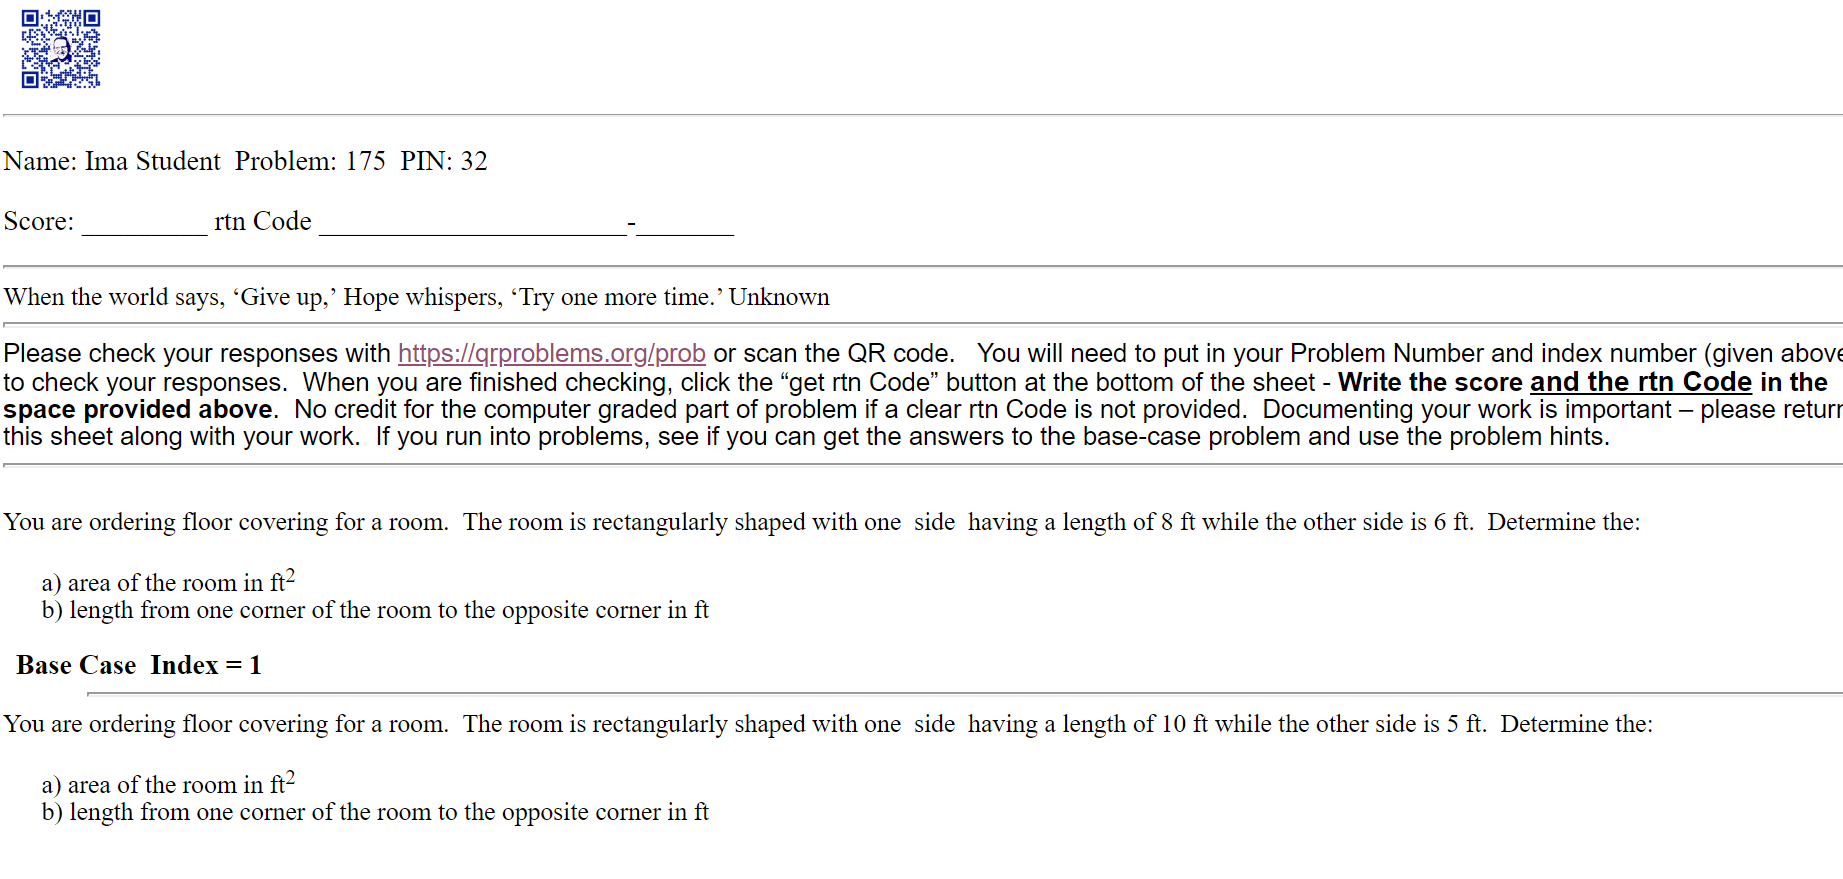 Name: Ima Student  Problem: 175  PIN: 32
Score: _________ rtn Code ______________________-_______
When the world says, ‘Give up,’ Hope whispers, ‘Try one more time.’ Unknown
Please check your responses with https://qrproblems.org/prob or scan the QR code.   You will need to put in your Problem Number and index number (given above
to check your responses.  When you are finished checking, click the “get rtn Code” button at the bottom of the sheet - Write the score and the rtn Code in the
space provided above.  No credit for the computer graded part of problem if a clear rtn Code is not provided.  Documenting your work is important – please return
this sheet along with your work.  If you run into problems, see if you can get the answers to the base-case problem and use the problem hints.
You are ordering floor covering for a room.  The room is rectangularly shaped with one  side  having a length of 8 ft while the other side is 6 ft.  Determine the:
a) area of the room in ft²
b) length from one corner of the room to the opposite corner in ft
Base Case  Index = 1
You are ordering floor covering for a room.  The room is rectangularly shaped with one  side  having a length of 10 ft while the other side is 5 ft.  Determine the:
a) area of the room in ft²
b) length from one corner of the room to the opposite corner in ft